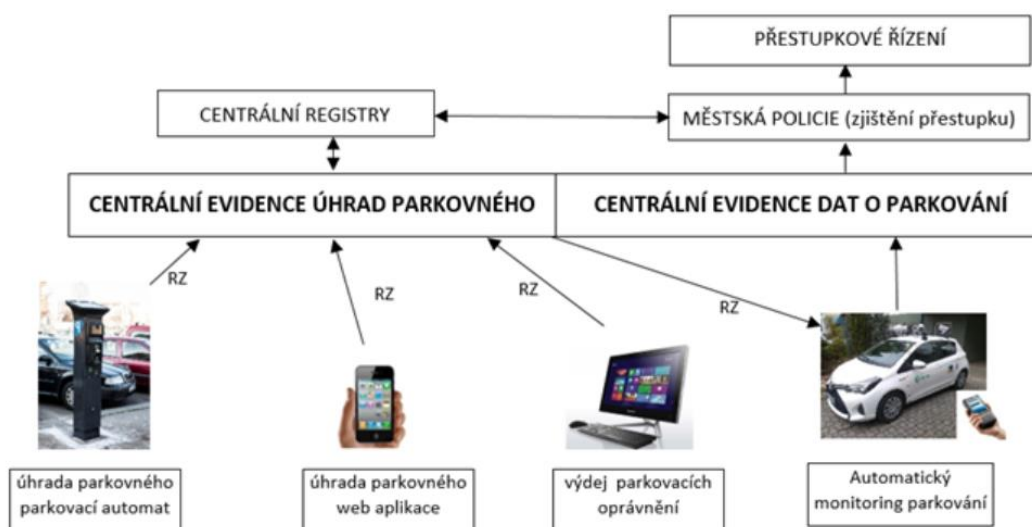 PŘESTUPKOVÉ ŘÍZENÍ
CENTRÁLNÍ REGISTRY
MĚSTSKÁ POLICIE (zjištění přestupku)
CENTRÁLNÍ EVIDENCE ÚHRAD PARKOVNÉHO
CENTRÁLNÍ EVIDENCE DAT O PARKOVÁNÍ
RZ
RZ
RZ
RZ
úhrada parkovného
parkovací automat
úhrada parkovného
web aplikace
výdej parkovacích
oprávnění
Automatický
monitoring parkování